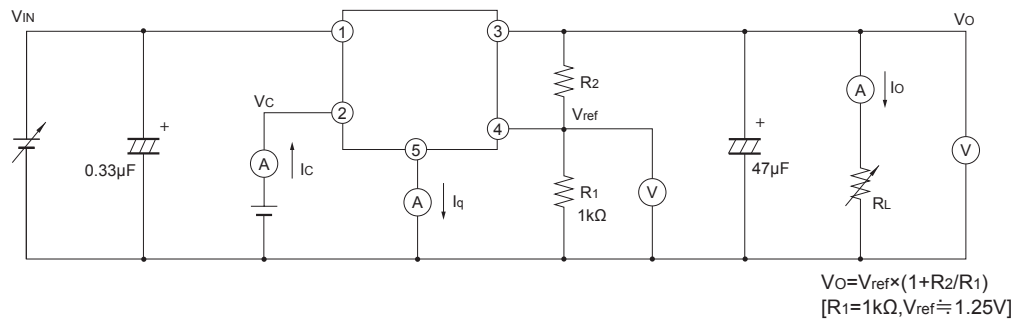 VIN
1
3
VO
R2
A
IO
VC
2
Vref
4
+
0.33µF
A
IC
5
A
Iq
R1
1kΩ
V
+
47µF
RL
V
VO=Vref×(1+R2/R1)
[R1=1kΩ,Vref≒1.25V]